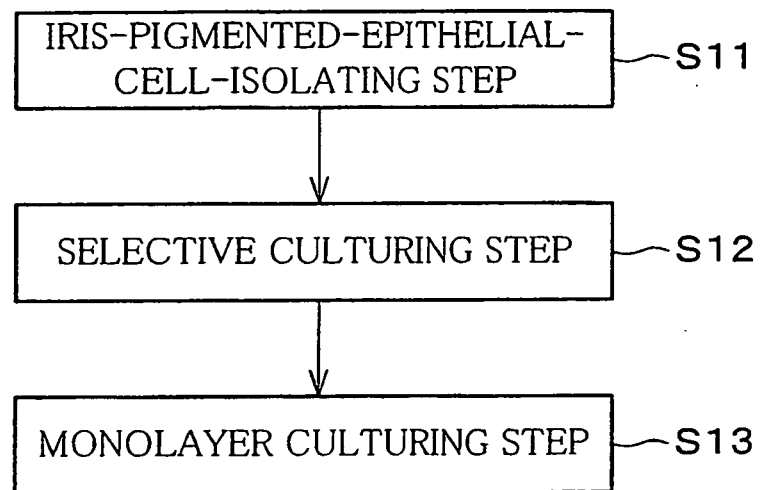 IRIS-PIGMENTED-EPITHELIAL-
CELL-ISOLATING STEP
S11
SELECTIVE CULTURING STEP
S12
MONOLAYER CULTURING STEP
S13